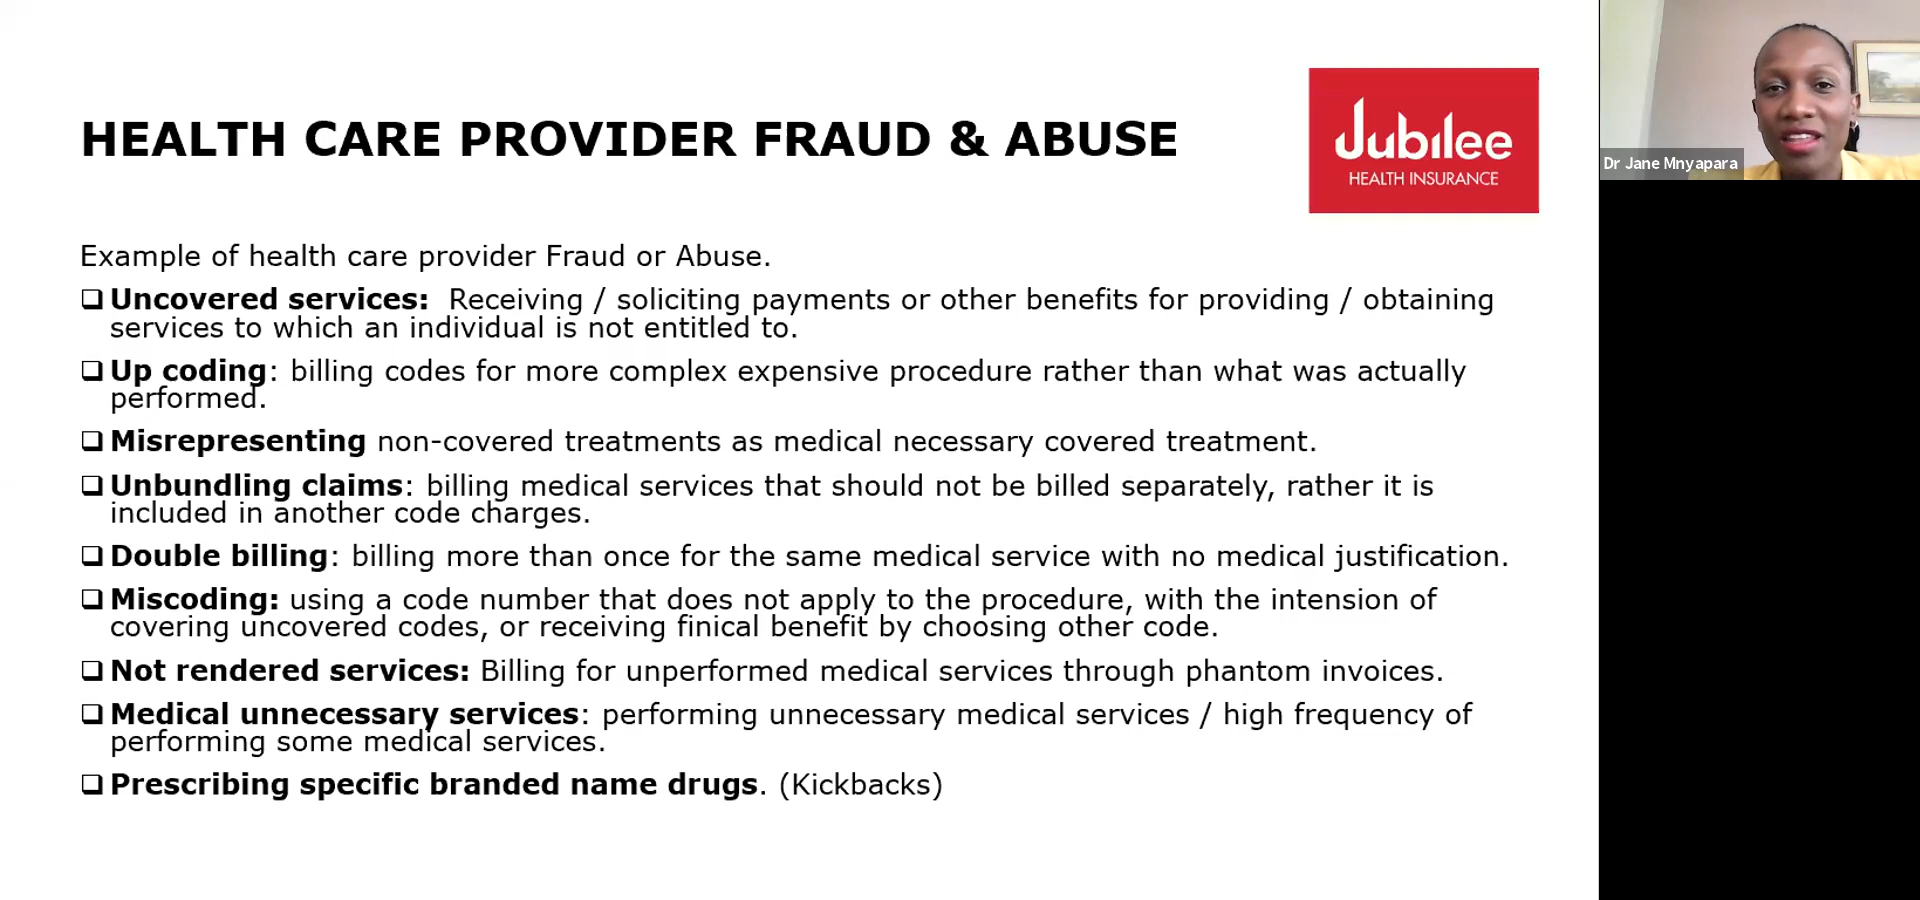 HEALTH CARE PROVIDER FRAUD & ABUSE
Jubilee
HEALTH INSURANCE
Dr Jane Mnyapara
Example of health care provider Fraud or Abuse.
❑ Uncovered services: Receiving / soliciting payments or other benefits for providing / obtaining
services to which an individual is not entitled to.
❑ Up coding: billing codes for more complex expensive procedure rather than what was actually
performed.
❑ Misrepresenting non-covered treatments as medical necessary covered treatment.
❑ Unbundling claims: billing medical services that should not be billed separately, rather it is
included in another code charges.
❑ Double billing: billing more than once for the same medical service with no medical justification.
❑ Miscoding: using a code number that does not apply to the procedure, with the intension of
covering uncovered codes, or receiving finical benefit by choosing other code.
❑ Not rendered services: Billing for unperformed medical services through phantom invoices.
❑ Medical unnecessary services: performing unnecessary medical services / high frequency of
performing some medical services.
❑ Prescribing specific branded name drugs. (Kickbacks)